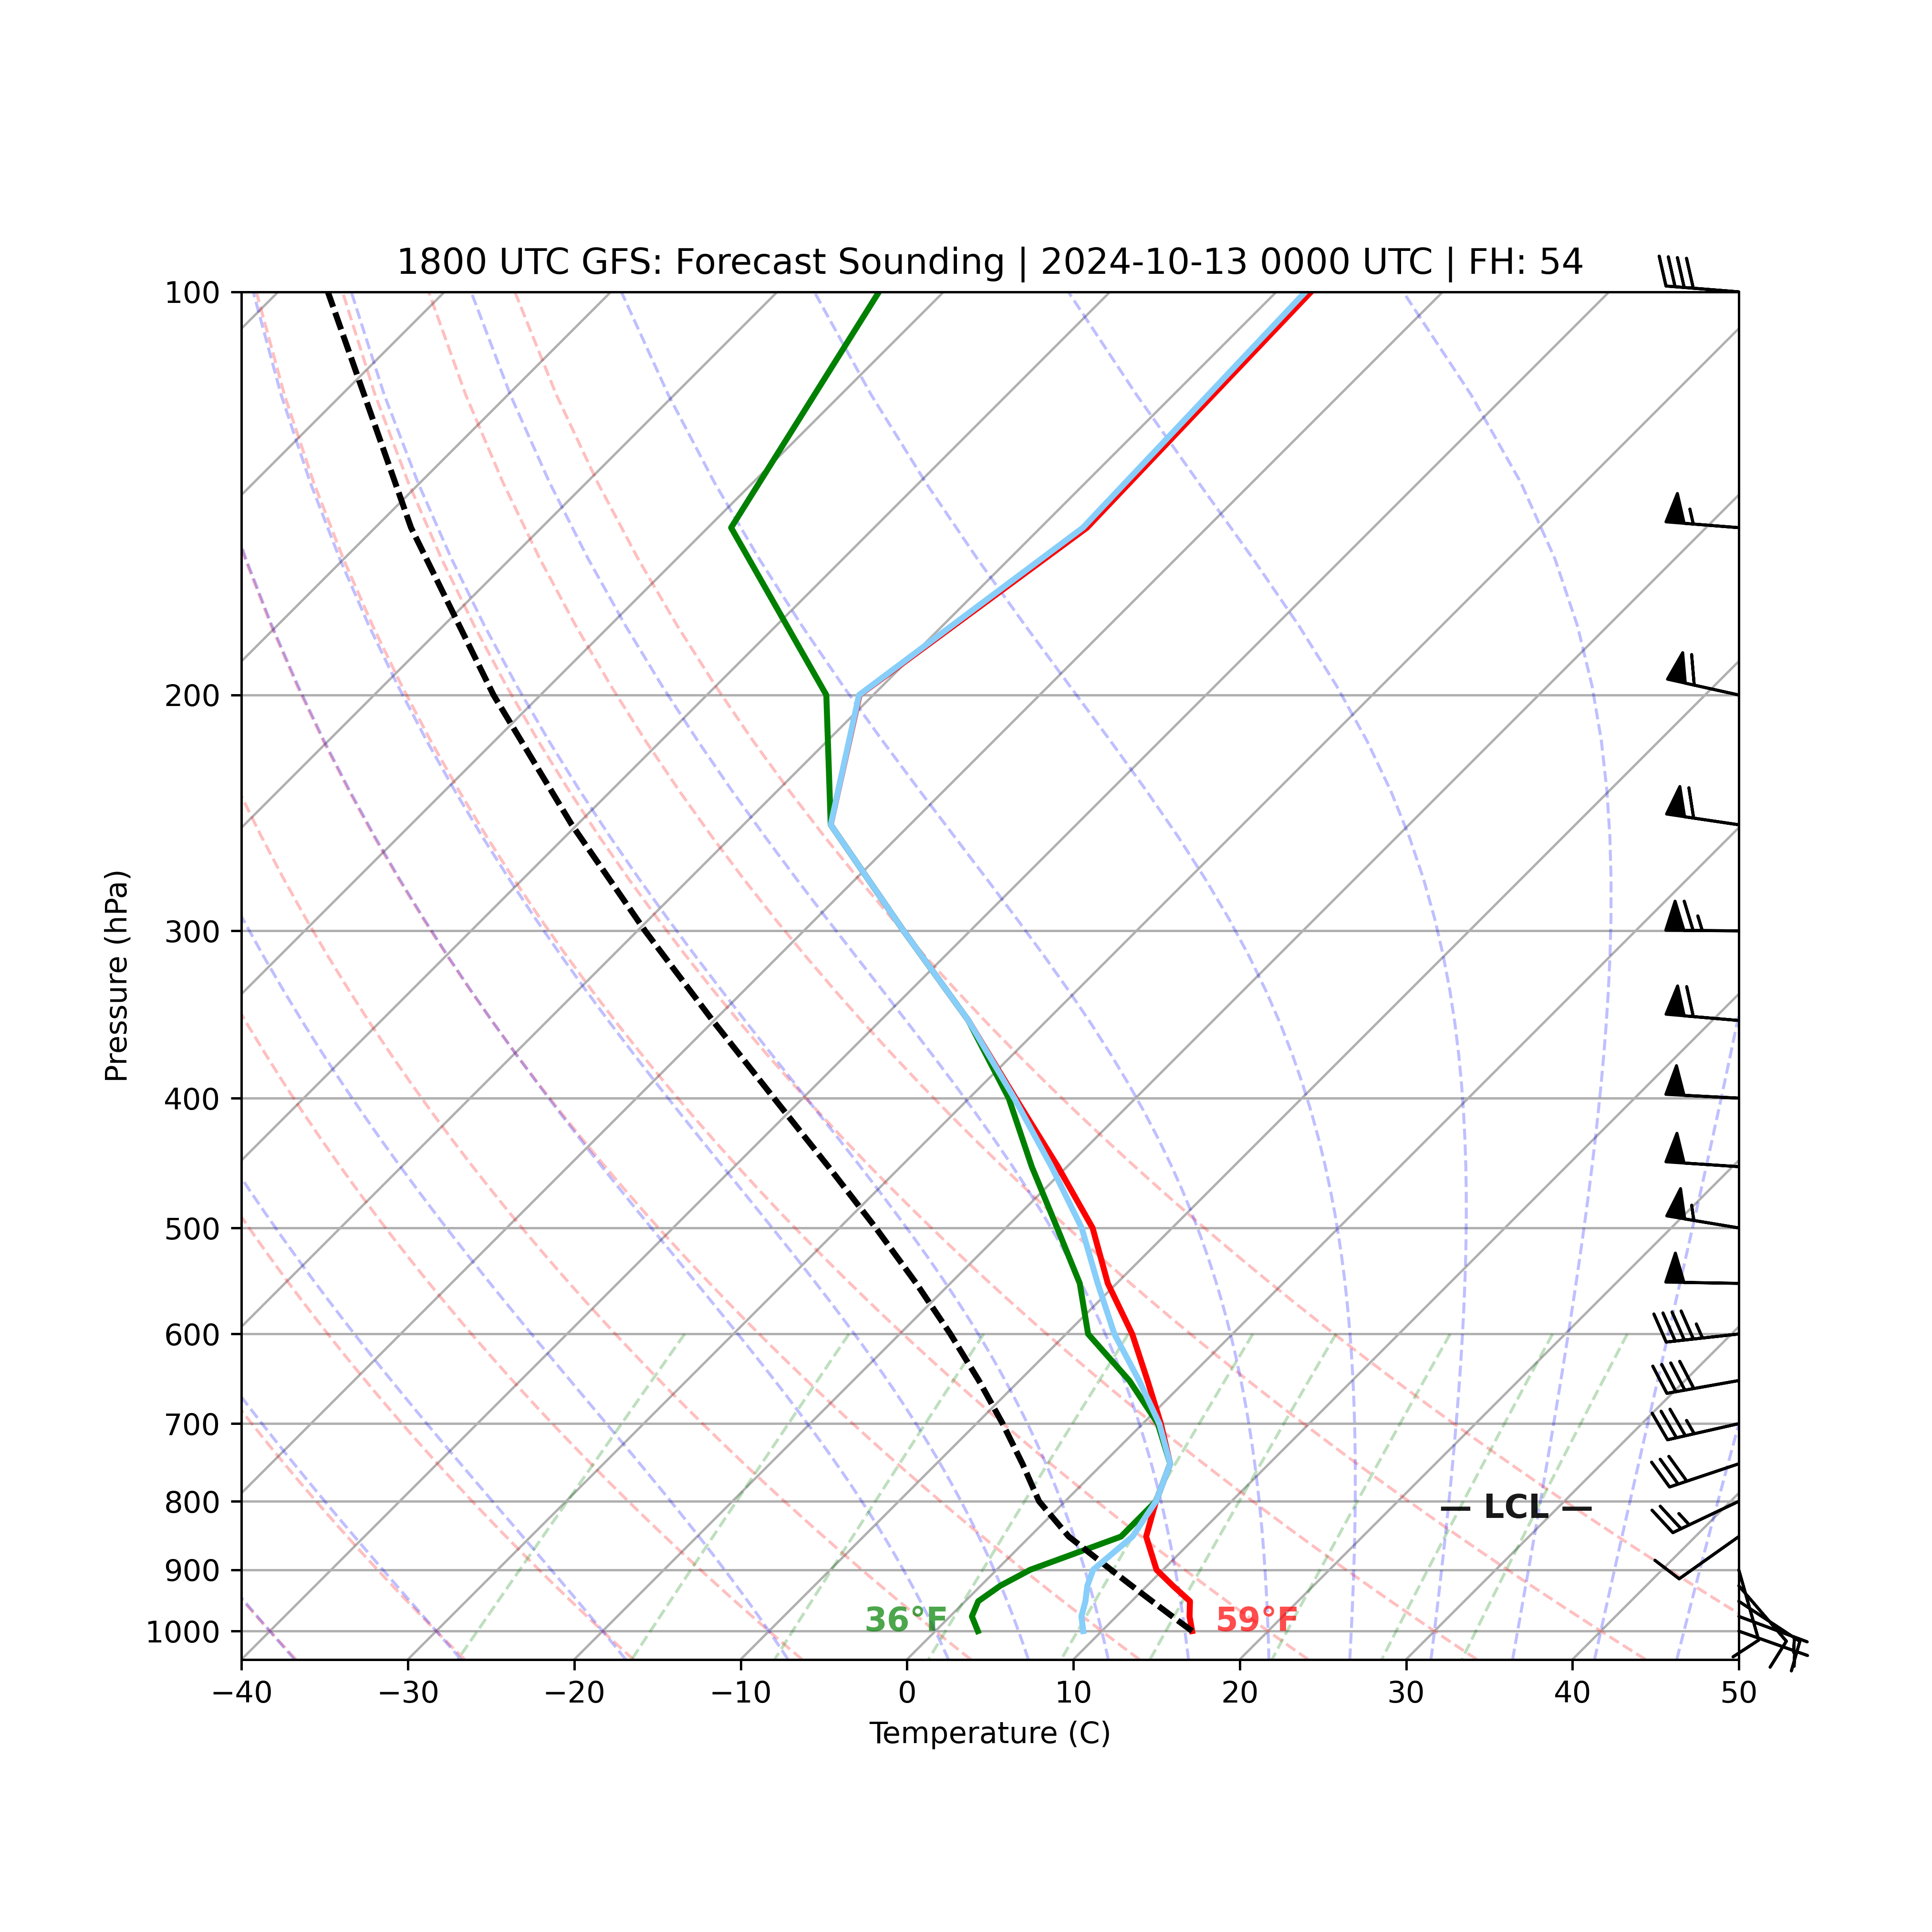 1800 UTC GFS: Forecast Sounding | 2024-10-13 0000 UTC | FH: 54
100
200
300
400
500
600
700
800
900
1000
Pressure (hPa)
— LCL —
36°F
59°F
−40 −30 −20 −10 0 10 20 30 40 50
Temperature (C)